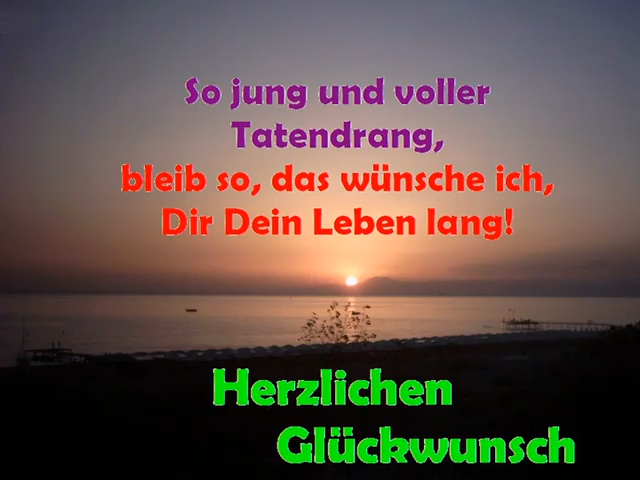 So jung und voller
Tatendrang,
bleib so, das wünsche ich,
Dir Dein Leben lang!
Herzlichen
Glückwunsch